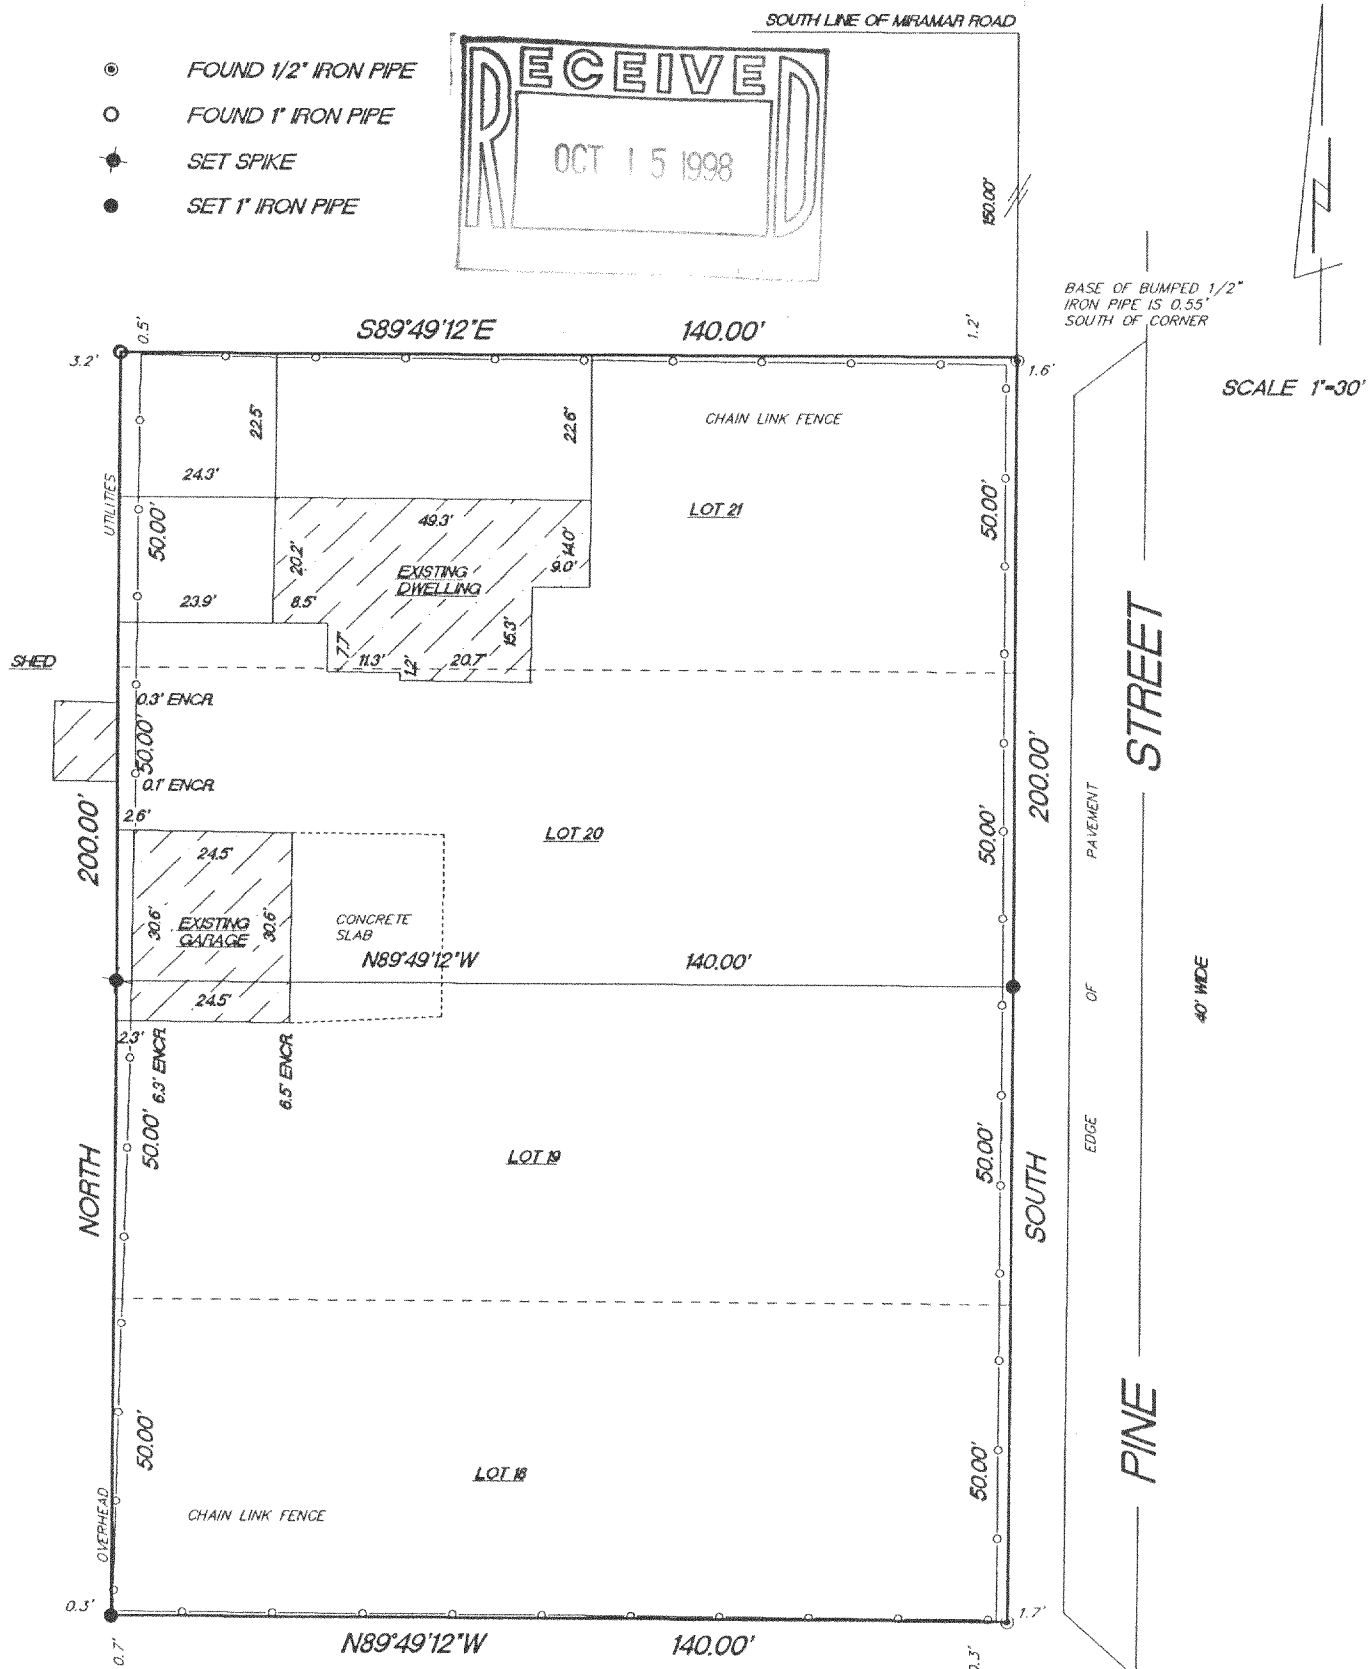 SOUTH LINE OF MIRAMAR ROAD
FOUND 1/2" IRON PIPE
FOUND 1" IRON PIPE
SET SPIKE
SET 1" IRON PIPE
RECEIVED
OCT 15 1998
150.00'
BASE OF BUMPED 1/2"
IRON PIPE IS 0.55'
SOUTH OF CORNER
SCALE 1"=30'
3.2'
0.5'
S89°49'12"E
140.00'
1.2'
1.6'
22.5'
22.6'
CHAIN LINK FENCE
UTILITIES
24.3'
50.00'
49.3'
LOT 21
50.00'
20.2'
14.0'
9.0'
EXISTING
DWELLING
23.9'
8.5'
15.3'
7.7'
11.3'
1.2'
20.7'
SHED
0.3' ENCR.
50.00'
0.1' ENCR.
200.00'
2.6'
LOT 20
50.00'
200.00'
STREET
PAVEMENT
24.5'
30.6'
30.6'
EXISTING
GARAGE
CONCRETE
SLAB
N89°49'12"W
140.00'
24.5'
OF
40' WIDE
2.3'
6.3' ENCR.
6.5' ENCR.
50.00'
NORTH
LOT 19
50.00'
SOUTH
EDGE
PINE
50.00'
LOT 18
50.00'
CHAIN LINK FENCE
OVERHEAD
0.3'
0.7'
N89°49'12"W
140.00'
0.3'
1.7'